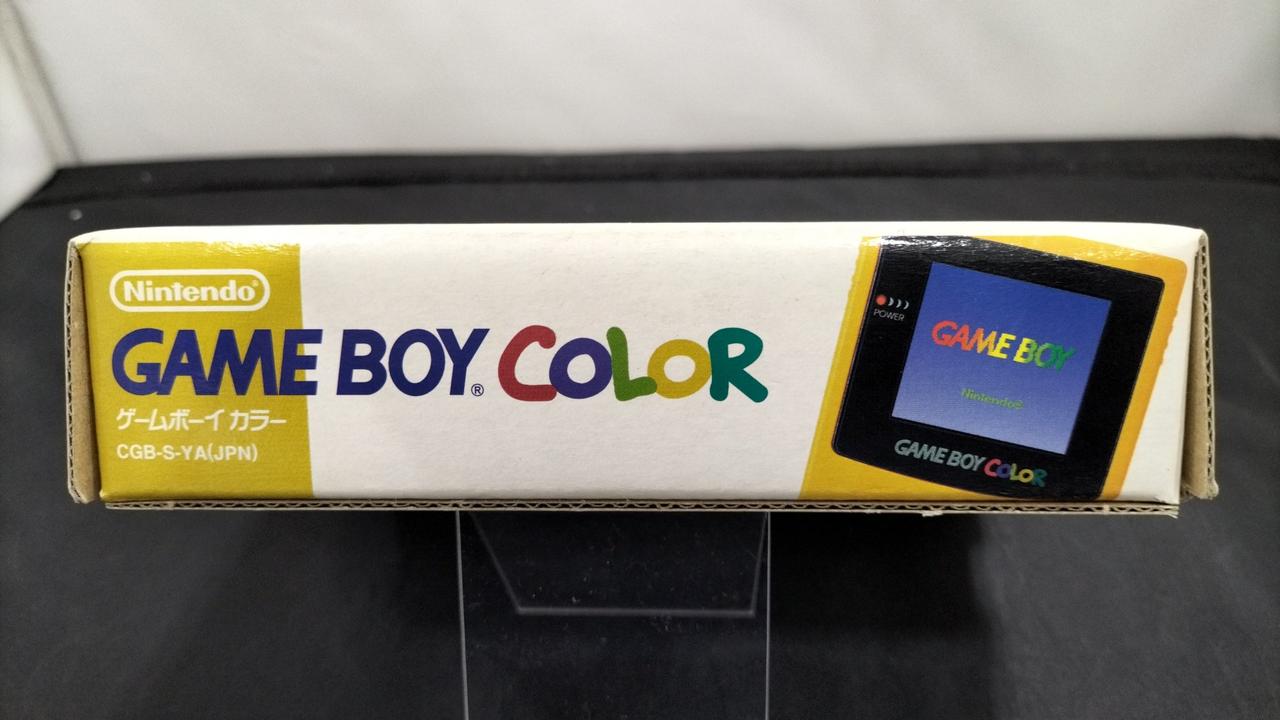 Nintendo®
GAME BOY® COLOR
ゲームボーイ カラー
CGB-S-YA(JPN)
POWER
GAME BOY
Nintendo®
GAME BOY COLOR